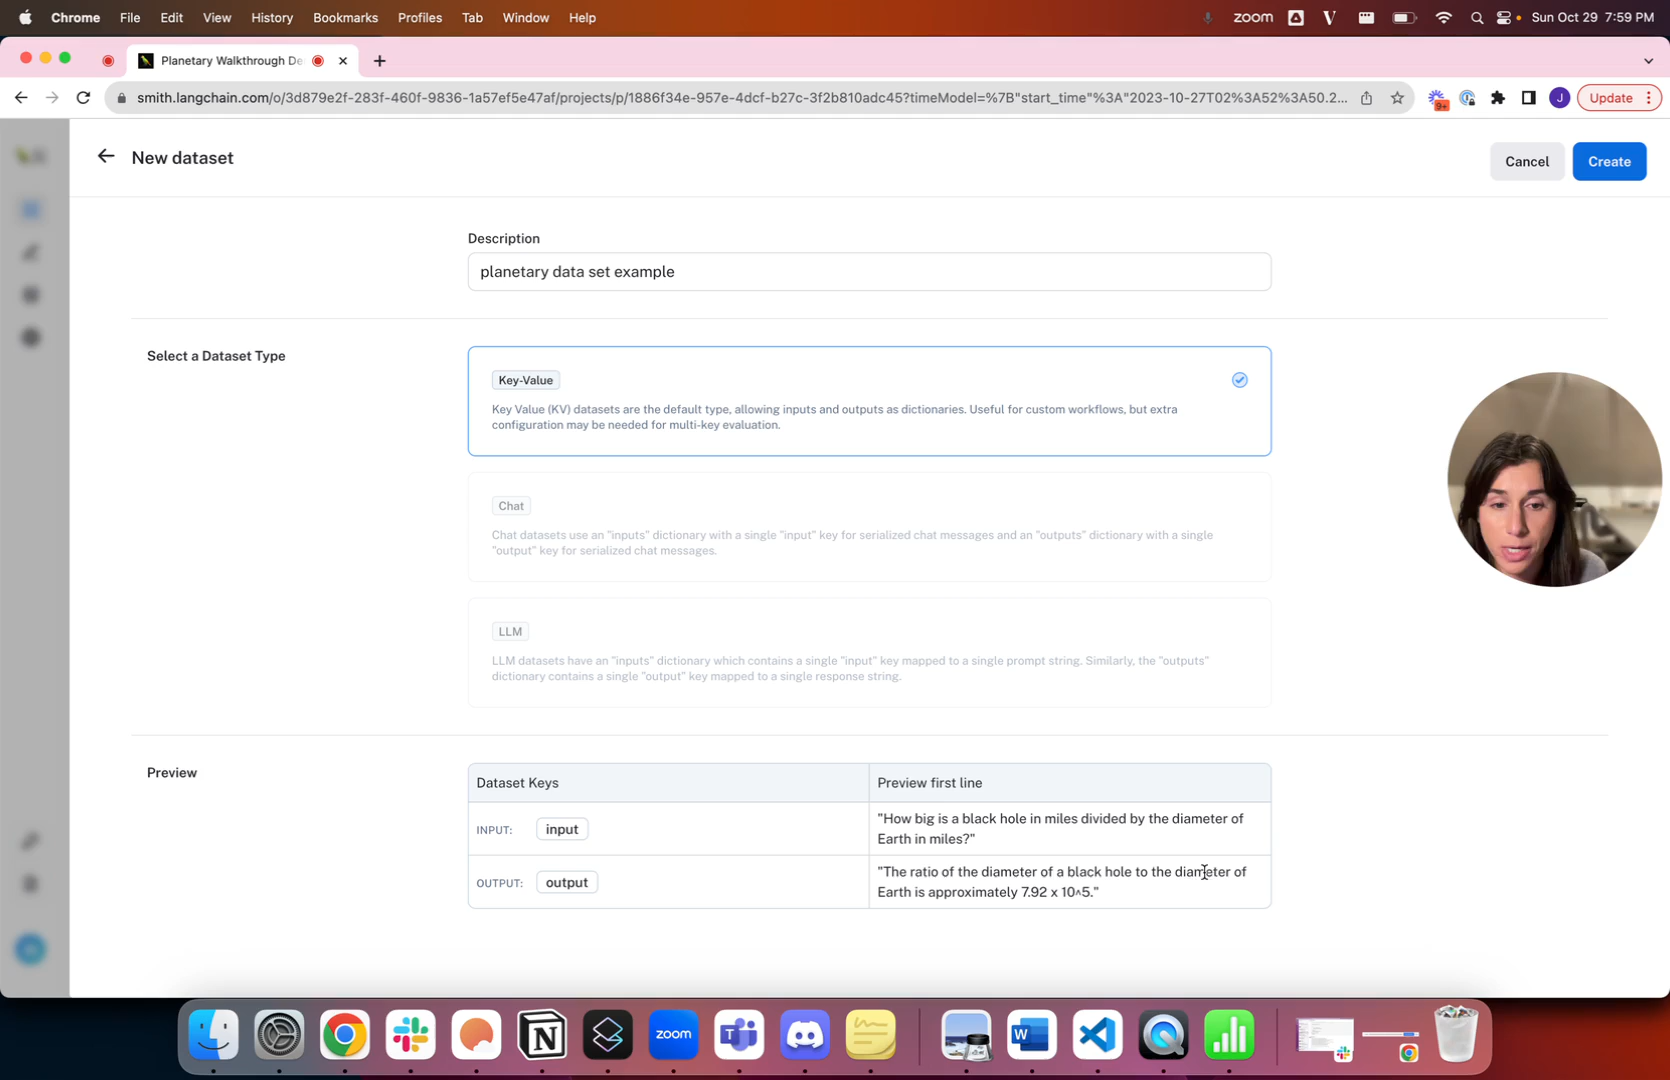 Chrome File Edit View History Bookmarks Profiles Tab Window Help zoom Sun Oct 29 7:59 PM
Planetary Walkthrough De
smith.langchain.com/o/3d879e2f-283f-460f-9836-1a57ef5e47af/projects/p/1886f34e-957e-4dcf-b27c-3f2b810adc45?timeModel=%7B"start_time"%3A"2023-10-27T02%3A52%3A50.2... 9+ J Update
New dataset Cancel Create
Description
planetary data set example
Select a Dataset Type
Key-Value
Key Value (KV) datasets are the default type, allowing inputs and outputs as dictionaries. Useful for custom workflows, but extra
configuration may be needed for multi-key evaluation.
Chat
Chat datasets use an "inputs" dictionary with a single "input" key for serialized chat messages and an "outputs" dictionary with a single
"output" key for serialized chat messages.
LLM
LLM datasets have an "inputs" dictionary which contains a single "input" key mapped to a single prompt string. Similarly, the "outputs"
dictionary contains a single "output" key mapped to a single response string.
Preview
Dataset Keys Preview first line
INPUT: input "How big is a black hole in miles divided by the diameter of
Earth in miles?"
OUTPUT: output "The ratio of the diameter of a black hole to the diameter of
Earth is approximately 7.92 x 10^5."
zoom